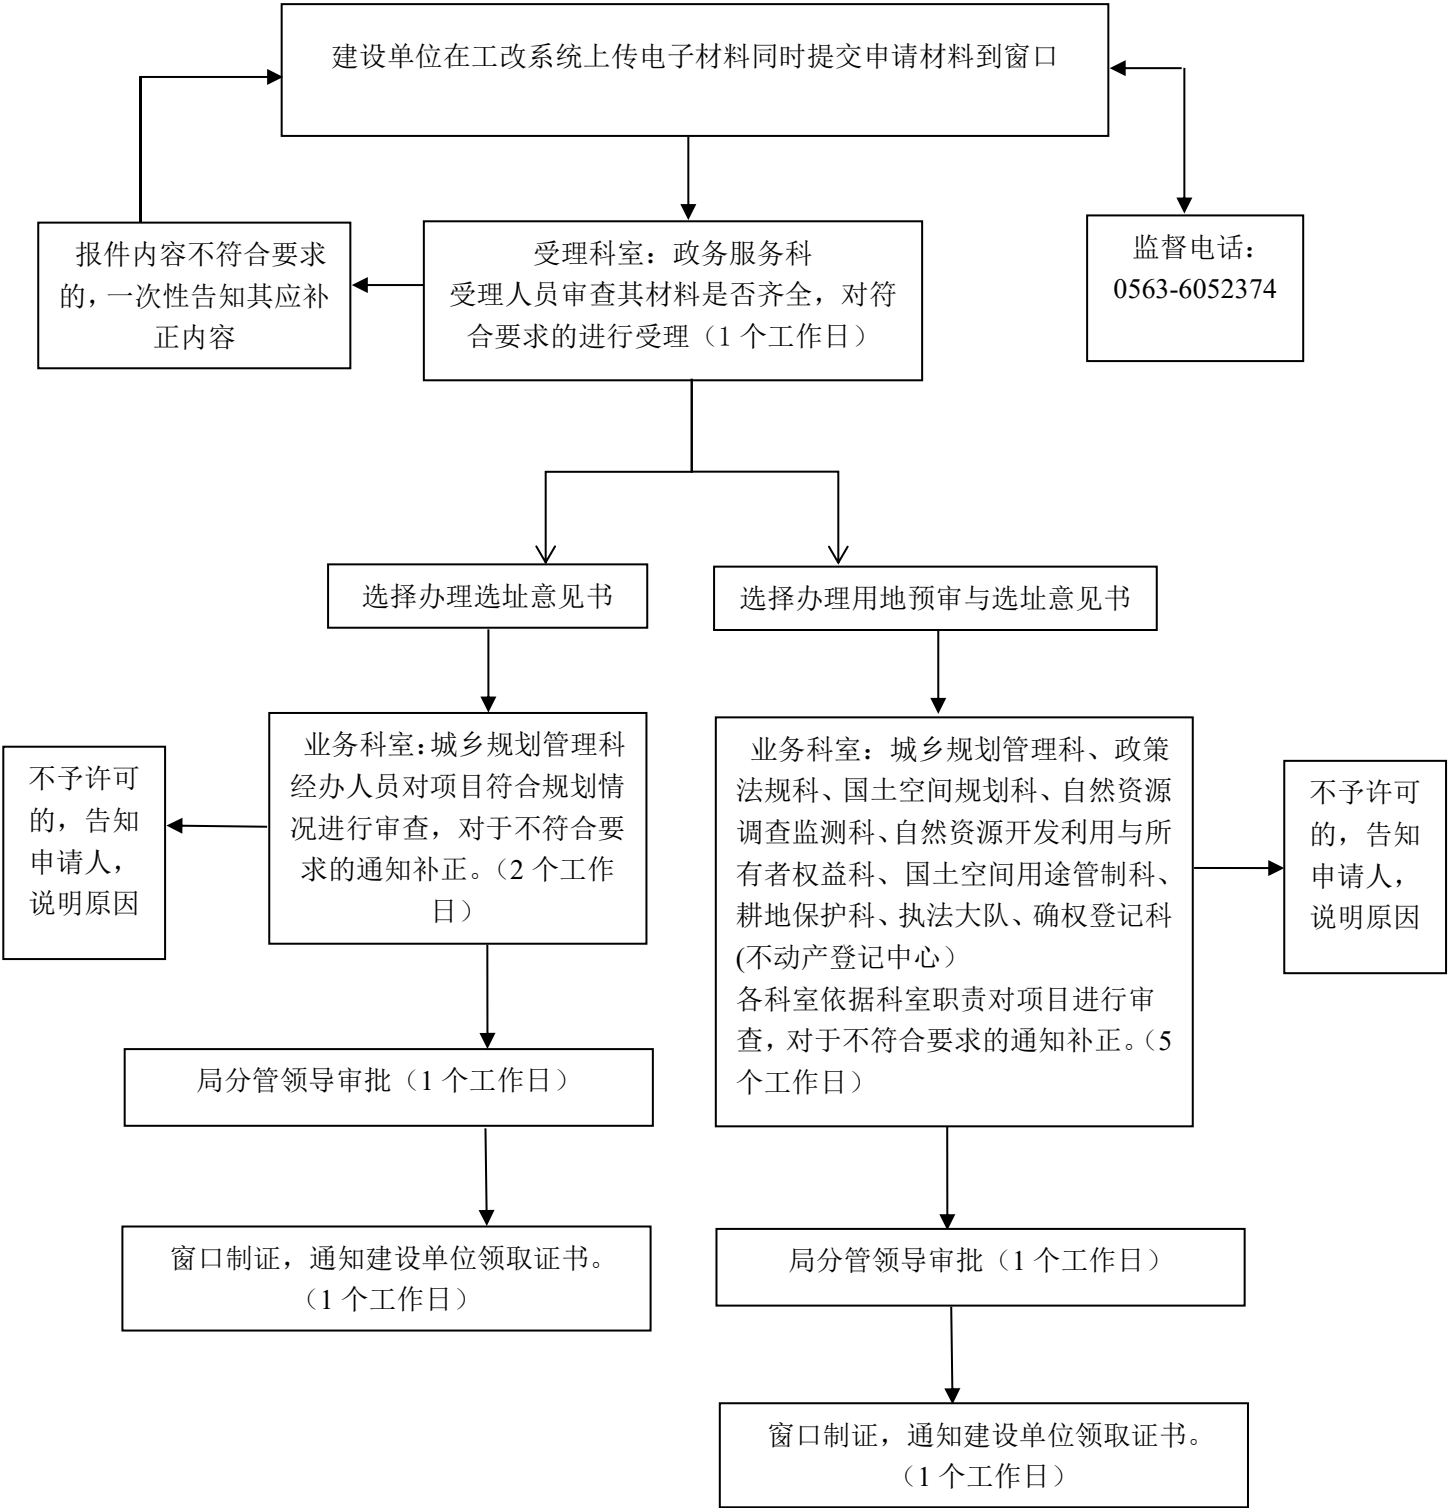 建设单位在工改系统上传电子材料同时提交申请材料到窗口
报件内容不符合要求
的，一次性告知其应补
正内容
受理科室：政务服务科
受理人员审查其材料是否齐全，对符
合要求的进行受理（1 个工作日）
监督电话：
0563-6052374
选择办理选址意见书
选择办理用地预审与选址意见书
不予许可
的，告知
申请人，
说明原因
业务科室：城乡规划管理科
经办人员对项目符合规划情
况进行审查，对于不符合要
求的通知补正。（2 个工作
日）
业务科室：城乡规划管理科、政策
法规科、国土空间规划科、自然资源
调查监测科、自然资源开发利用与所
有者权益科、国土空间用途管制科、
耕地保护科、执法大队、确权登记科
(不动产登记中心）
各科室依据科室职责对项目进行审
查，对于不符合要求的通知补正。（5
个工作日）
不予许可
的，告知
申请人，
说明原因
局分管领导审批（1 个工作日）
窗口制证，通知建设单位领取证书。
（1 个工作日）
局分管领导审批（1 个工作日）
窗口制证，通知建设单位领取证书。
（1 个工作日）